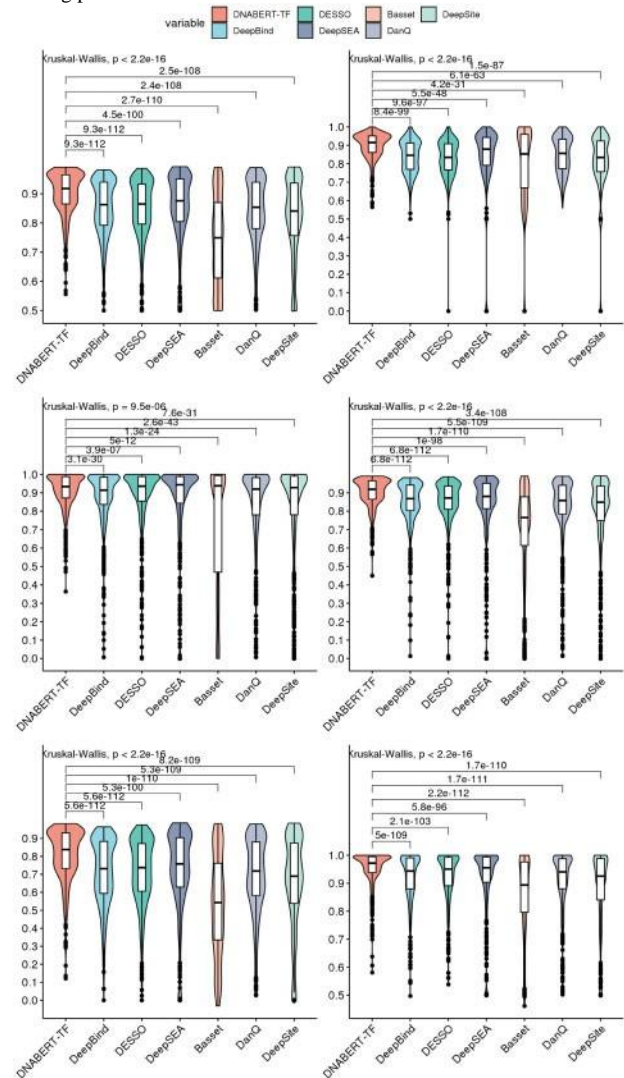 variable DNABERT-TF DESSO Basset DeepSite
DeepBind DeepSEA DanQ
Kruskal-Wallis, p < 2.2e-16
2.5e-108
2.4e-108
2.7e-110
4.5e-100
9.3e-112
9.3e-112
0.9
0.8
0.7
0.6
0.5
DNABERT-TF
DeepBind
DESSO
DeepSEA
Basset
DanQ
DeepSite
Kruskal-Wallis, p < 2.2e-16
1.5e-87
6.1e-63
4.2e-31
5.5e-48
9.6e-97
8.4e-99
1.0
0.9
0.8
0.7
0.6
0.5
0.4
0.3
0.2
0.1
0.0
DNABERT-TF
DeepBind
DESSO
DeepSEA
Basset
DanQ
DeepSite
Kruskal-Wallis, p = 9.5e-06
7.6e-31
2.6e-43
1.3e-24
5e-12
3.9e-07
3.1e-30
1.0
0.9
0.8
0.7
0.6
0.5
0.4
0.3
0.2
0.1
0.0
DNABERT-TF
DeepBind
DESSO
DeepSEA
Basset
DanQ
DeepSite
Kruskal-Wallis, p < 2.2e-16
3.4e-108
5.5e-109
1.7e-110
1e-98
6.8e-112
6.8e-112
0.9
0.8
0.7
0.6
0.5
0.4
0.3
0.2
0.1
0.0
DNABERT-TF
DeepBind
DESSO
DeepSEA
Basset
DanQ
DeepSite
Kruskal-Wallis, p < 2.2e-16
8.2e-109
5.3e-109
1e-110
5.3e-100
5.6e-112
5.6e-112
0.9
0.8
0.7
0.6
0.5
0.4
0.3
0.2
0.1
0.0
DNABERT-TF
DeepBind
DESSO
DeepSEA
Basset
DanQ
DeepSite
Kruskal-Wallis, p < 2.2e-16
1.7e-110
1.7e-111
2.2e-112
5.8e-96
2.1e-103
5e-109
1.0
0.9
0.8
0.7
0.6
0.5
DNABERT-TF
DeepBind
DESSO
DeepSEA
Basset
DanQ
DeepSite